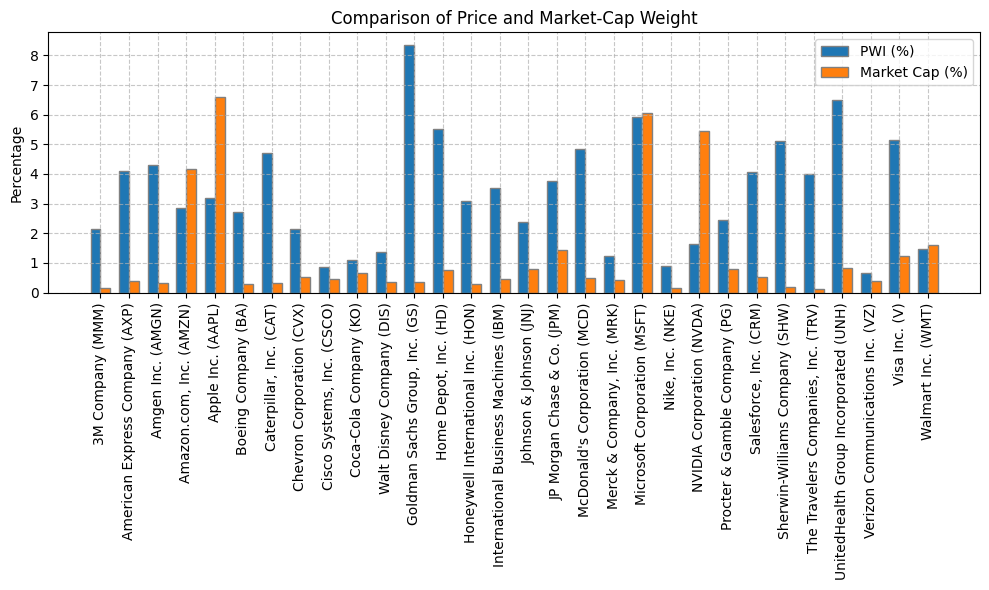 Comparison of Price and Market-Cap Weight
PWI (%)
Market Cap (%)
Percentage
8
7
6
5
4
3
2
1
0
3M Company (MMM)
American Express Company (AXP)
Amgen Inc. (AMGN)
Amazon.com, Inc. (AMZN)
Apple Inc. (AAPL)
Boeing Company (BA)
Caterpillar, Inc. (CAT)
Chevron Corporation (CVX)
Cisco Systems, Inc. (CSCO)
Coca-Cola Company (KO)
Walt Disney Company (DIS)
Goldman Sachs Group, Inc. (GS)
Home Depot, Inc. (HD)
Honeywell International Inc. (HON)
International Business Machines (IBM)
Johnson & Johnson (JNJ)
JP Morgan Chase & Co. (JPM)
McDonald's Corporation (MCD)
Merck & Company, Inc. (MRK)
Microsoft Corporation (MSFT)
Nike, Inc. (NKE)
NVIDIA Corporation (NVDA)
Procter & Gamble Company (PG)
Salesforce, Inc. (CRM)
Sherwin-Williams Company (SHW)
The Travelers Companies, Inc. (TRV)
UnitedHealth Group Incorporated (UNH)
Verizon Communications Inc. (VZ)
Visa Inc. (V)
Walmart Inc. (WMT)